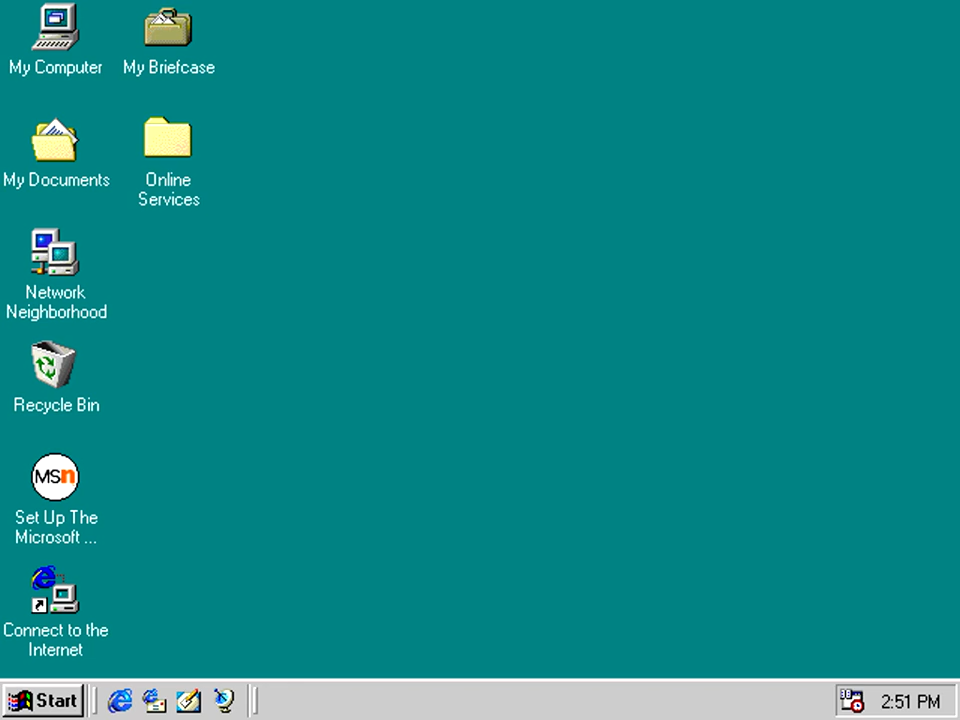 My Computer
My Briefcase
My Documents
Online
Services
Network
Neighborhood
Recycle Bin
MSn
Set Up The
Microsoft ...
Connect to the
Internet
Start
2:51 PM